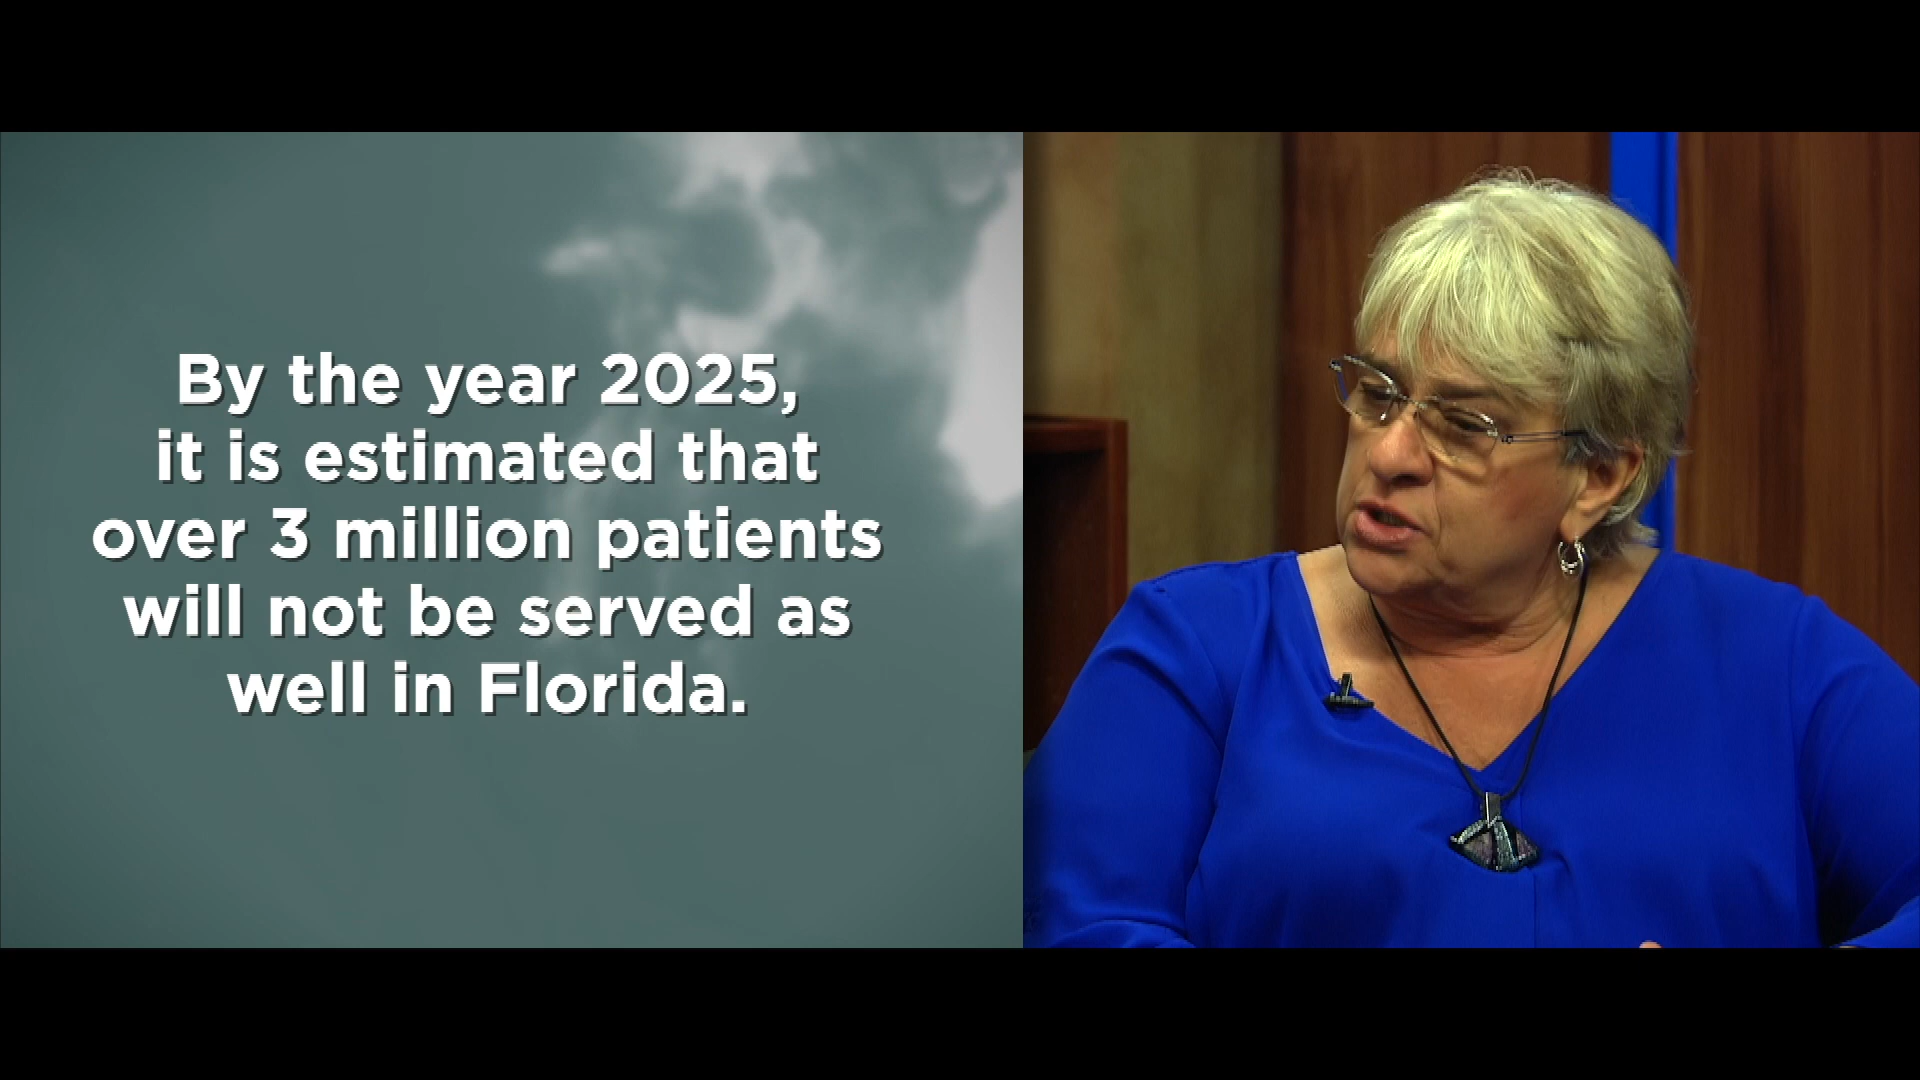 By the year 2025,
it is estimated that
over 3 million patients
will not be served as
well in Florida.